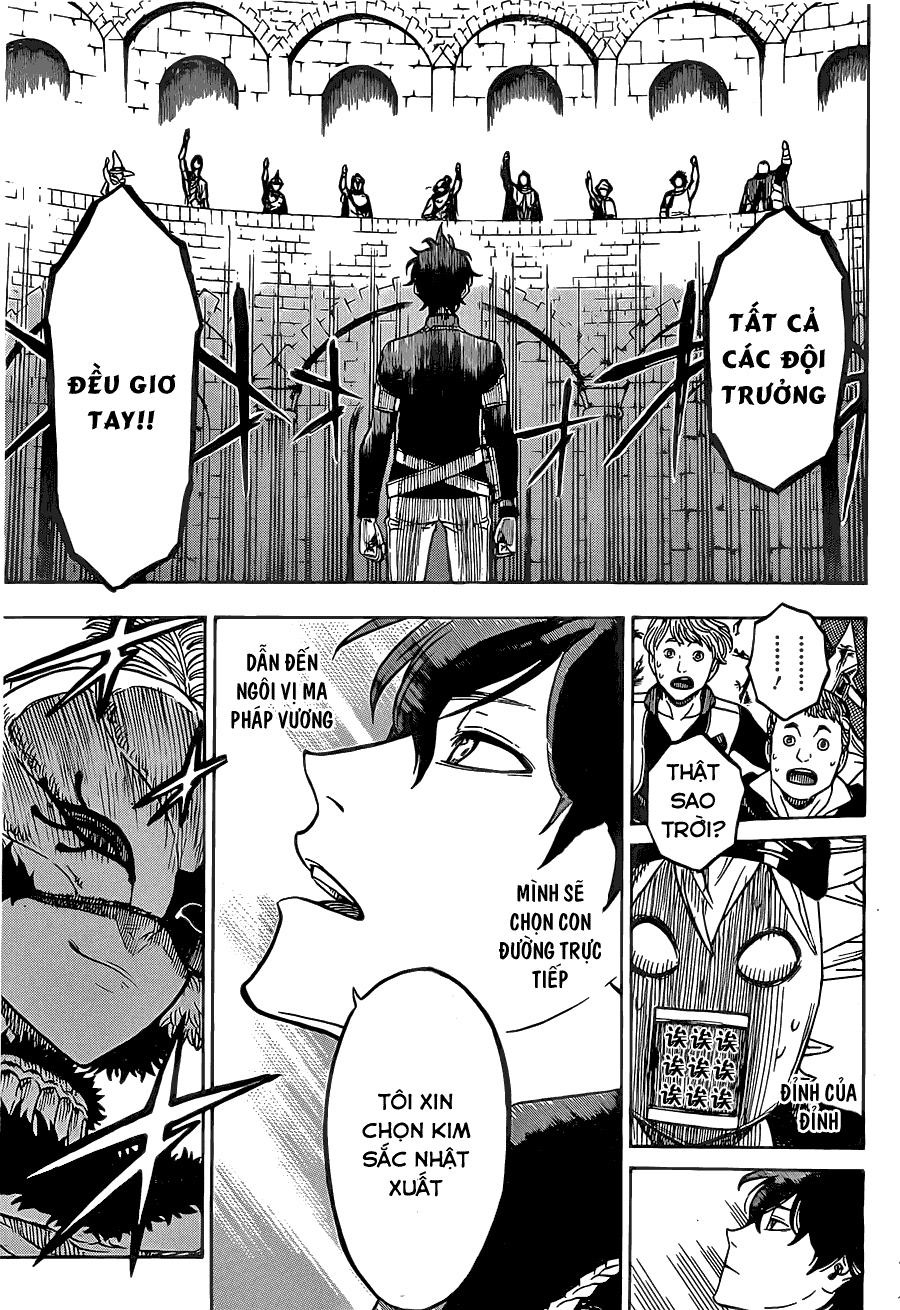 TẤT CẢ
CÁC ĐỘI
TRƯỞNG
ĐỀU GIƠ
TAY!!
.........
THẬT
SAO
TRỜI?
诶诶诶
诶诶诶
诶诶诶
ĐỈNH CỦA
ĐỈNH
DẪN ĐẾN
NGÔI VỊ MA
PHÁP VƯƠNG
MÌNH SẼ
CHỌN CON
ĐƯỜNG TRỰC
TIẾP
TÔI XIN
CHỌN KIM
SẮC NHẬT
XUẤT